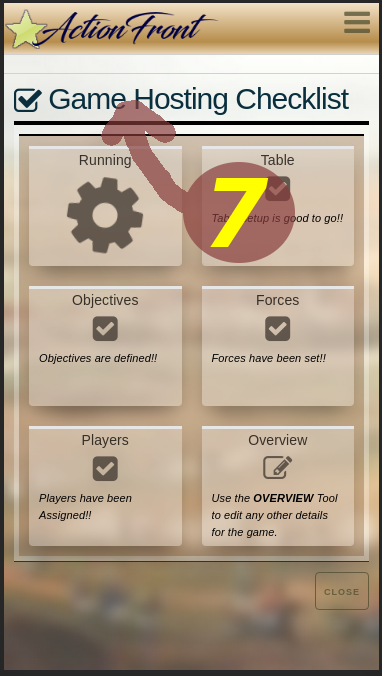 ActionFront
Game Hosting Checklist
Running
Table
7
Table setup is good to go!!
Objectives
Forces
Objectives are defined!!
Forces have been set!!
Players
Overview
Players have been
Assigned!!
Use the OVERVIEW Tool
to edit any other details
for the game.
CLOSE